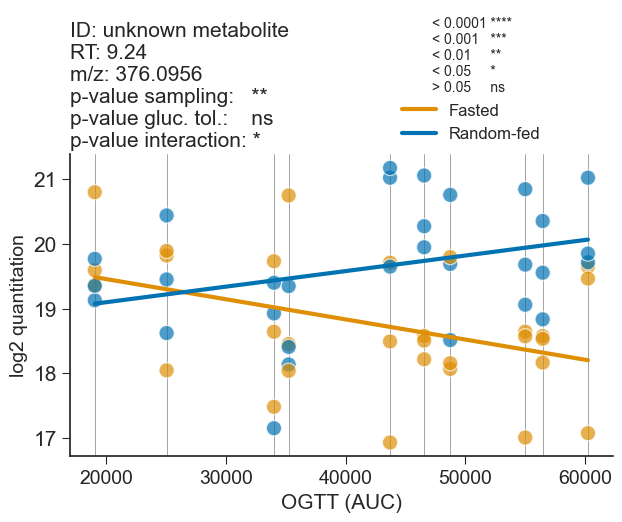 ID: unknown metabolite
RT: 9.24
m/z: 376.0956
p-value sampling: **
p-value gluc. tol.: ns
p-value interaction: *
< 0.0001 ****
< 0.001 ***
< 0.01 **
< 0.05 *
> 0.05 ns
Fasted
Random-fed
21
20
19
18
17
log2 quantitation
20000 30000 40000 50000 60000
OGTT (AUC)